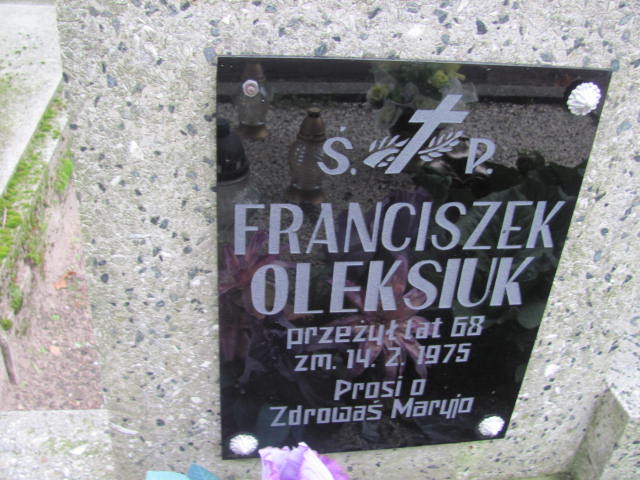 Ś. P.
FRANCISZEK
OLEKSIUK
przeżył lat 68
zm. 14. 2. 1975
Prosi o
Zdrowaś Maryjo